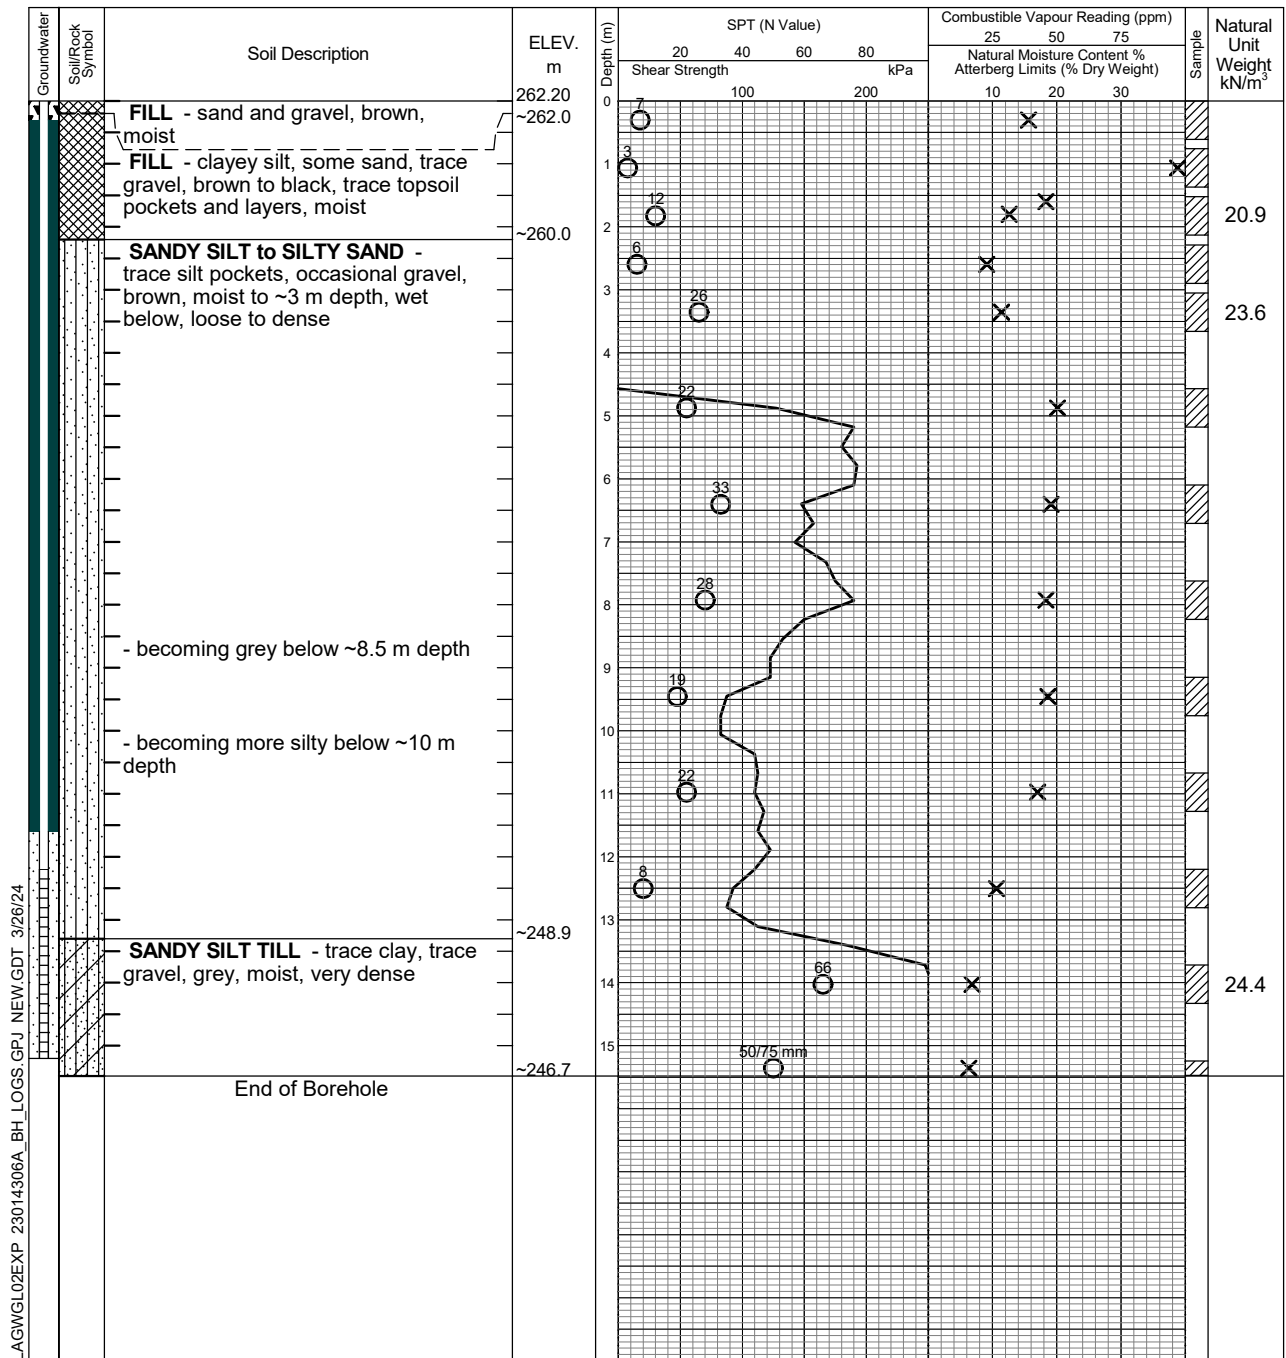 Groundwater
Soil/Rock
Symbol
Soil Description
ELEV.
m
Depth (m)
SPT (N Value)
20 40 60 80
Shear Strength kPa
100 200
Combustible Vapour Reading (ppm)
25 50 75
Natural Moisture Content %
Atterberg Limits (% Dry Weight)
10 20 30
Sample
Natural
Unit
Weight
kN/m3
262.20
0
FILL - sand and gravel, brown,
moist
~262.0
7
FILL - clayey silt, some sand, trace
gravel, brown to black, trace topsoil
pockets and layers, moist
3
1
12
20.9
2
~260.0
SANDY SILT to SILTY SAND -
trace silt pockets, occasional gravel,
brown, moist to ~3 m depth, wet
below, loose to dense
6
3
26
23.6
4
22
5
6
33
7
28
8
- becoming grey below ~8.5 m depth
9
19
10
- becoming more silty below ~10 m
depth
22
11
12
8
13
~248.9
SANDY SILT TILL - trace clay, trace
gravel, grey, moist, very dense
66
14
24.4
15
50/75 mm
~246.7
End of Borehole
_AGWGL02EXP 23014306A_BH_LOGS.GPJ NEW.GDT 3/26/24